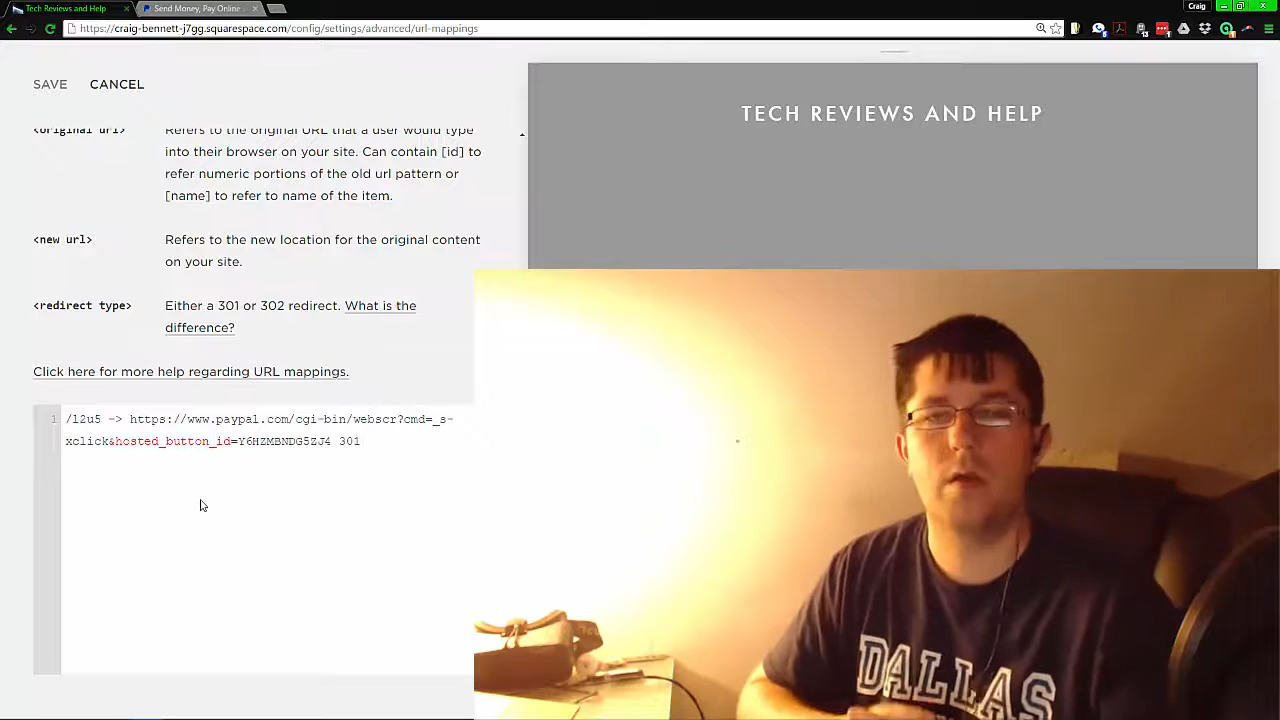 Tech Reviews and Help
Send Money, Pay Online
Craig
https://craig-bennett-j7gg.squarespace.com/config/settings/advanced/url-mappings
SAVE CANCEL
<original url> Refers to the original URL that a user would type
into their browser on your site. Can contain [id] to
refer numeric portions of the old url pattern or
[name] to refer to name of the item.
<new url> Refers to the new location for the original content
on your site.
<redirect type> Either a 301 or 302 redirect. What is the
difference?
Click here for more help regarding URL mappings.
1 /l2u5 -> https://www.paypal.com/cgi-bin/webscr?cmd=_s-
xclick&hosted_button_id=Y6HZMBNDG5ZJ4 301
TECH REVIEWS AND HELP
DALLAS